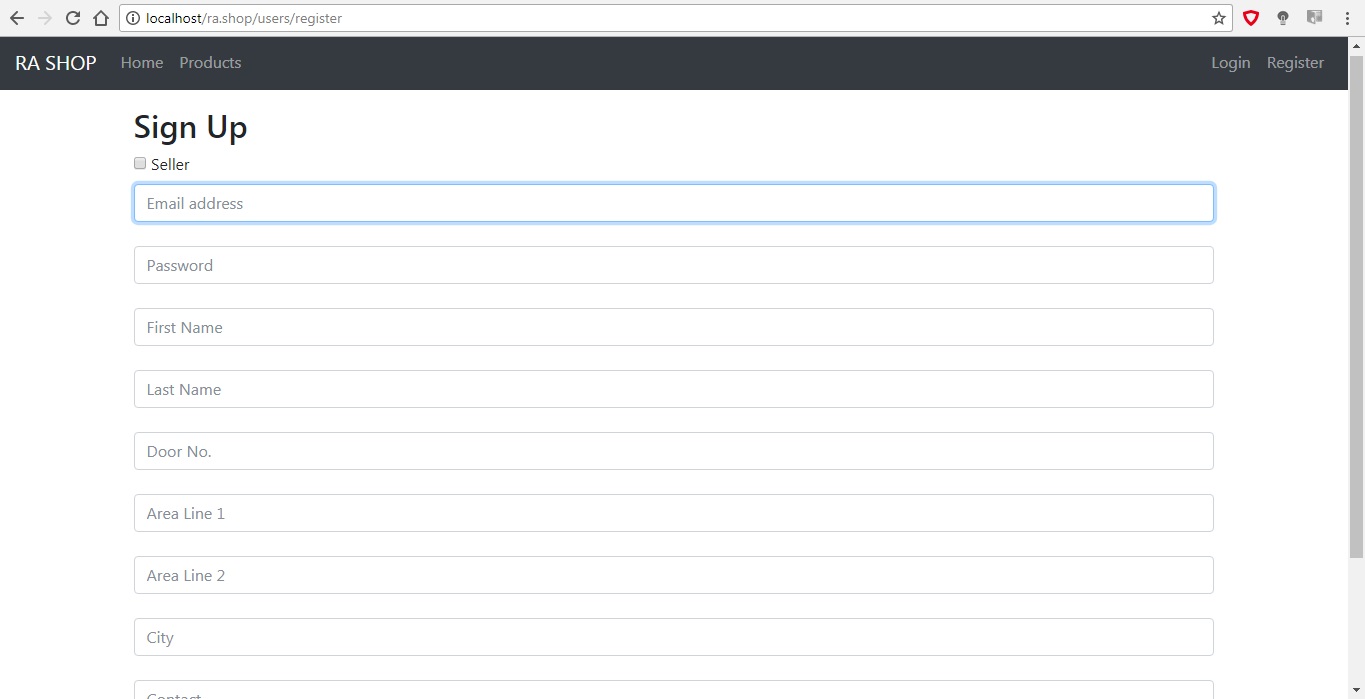 localhost/ra.shop/users/register
RA SHOP Home Products Login Register
Sign Up
Seller
Email address
Password
First Name
Last Name
Door No.
Area Line 1
Area Line 2
City
Contact